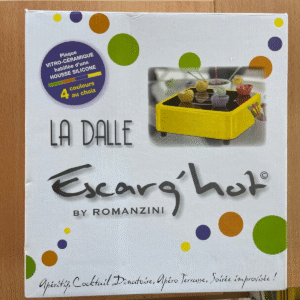 Plaque
VITRO-CÉRAMIQUE
habillée d'une
HOUSSE SILICONE
4 couleurs
au choix
LA DALLE
Escarg'hot ©
BY ROMANZINI
Apéritif, Cocktail Dinatoire, Apéro Terrasse, Soirée improvisée !